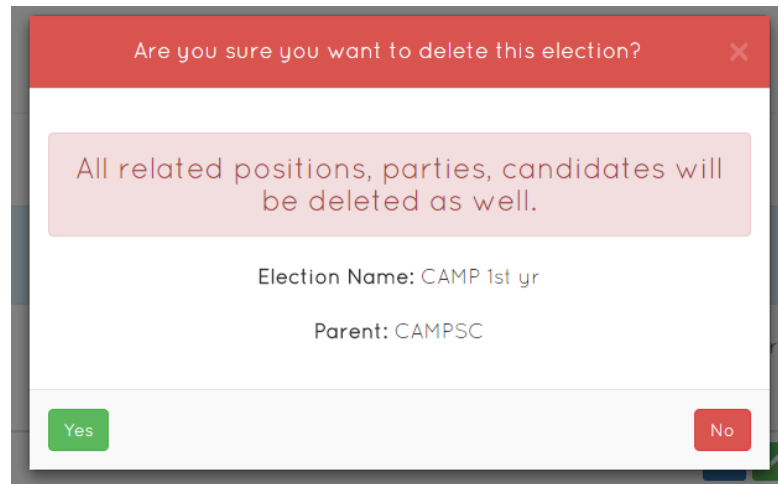 Are you sure you want to delete this election?
×
All related positions, parties, candidates will
be deleted as well.
Election Name: CAMP 1st yr
Parent: CAMPSC
Yes
No